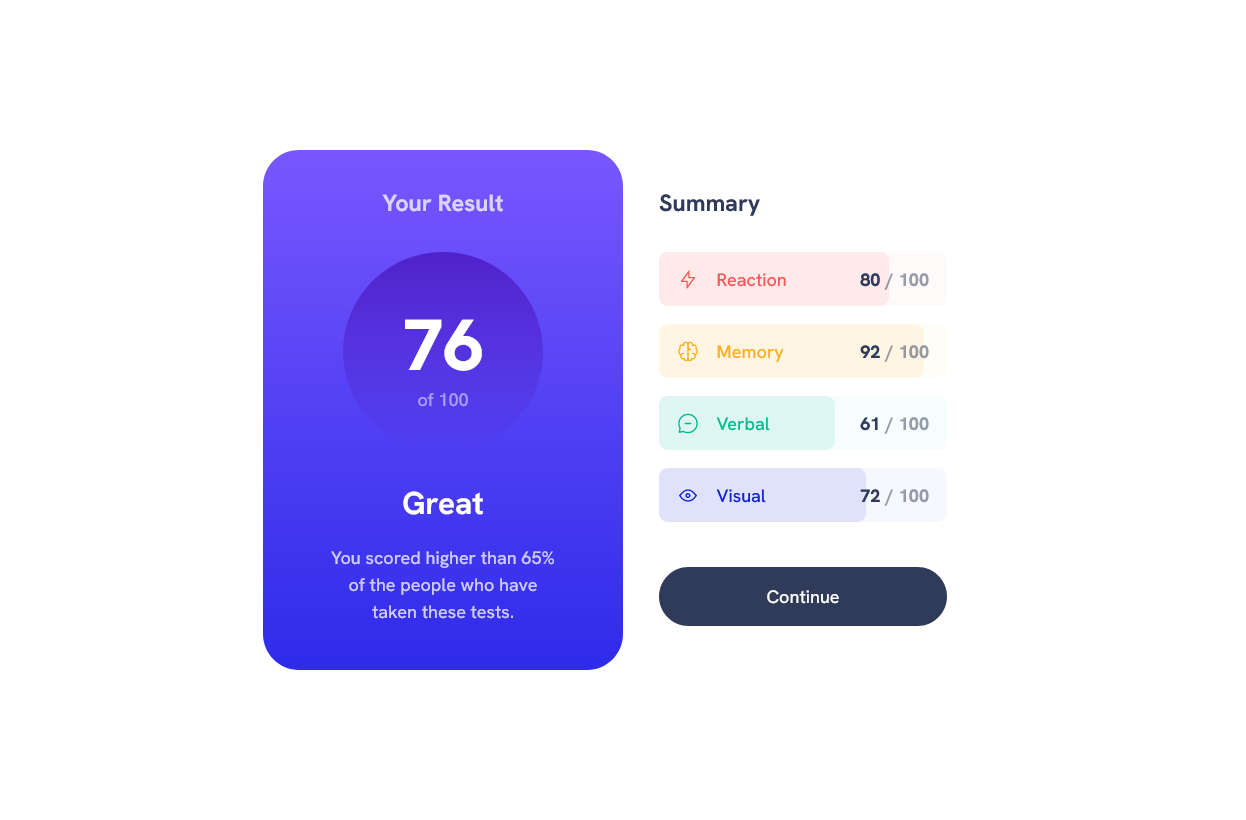 Your Result
76
of 100
Great
You scored higher than 65%
of the people who have
taken these tests.
Summary
Reaction 80 / 100
Memory 92 / 100
Verbal 61 / 100
Visual 72 / 100
Continue